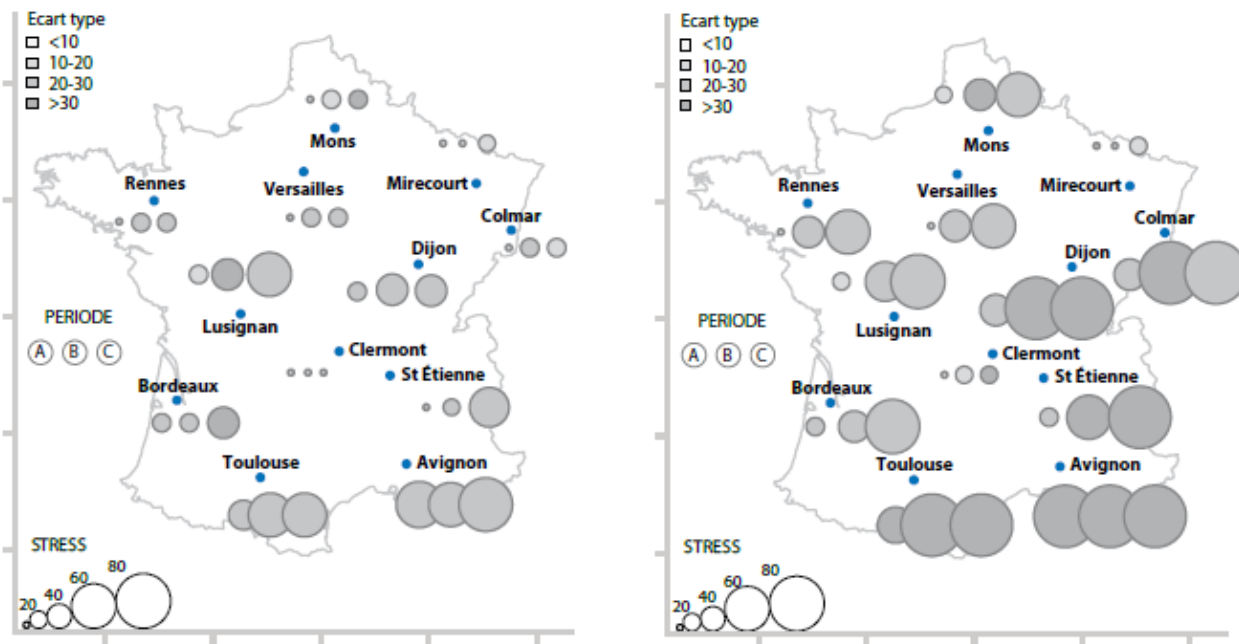 Ecart type
<10
10-20
20-30
>30
Mons
Versailles
Mirecourt
Rennes
Colmar
Dijon
Lusignan
PERIODE
A B C
Clermont
St Étienne
Bordeaux
Toulouse
Avignon
STRESS
20 40 60 80
Ecart type
<10
10-20
20-30
>30
Mons
Versailles
Mirecourt
Rennes
Colmar
Dijon
Lusignan
PERIODE
A B C
Clermont
St Étienne
Bordeaux
Toulouse
Avignon
STRESS
20 40 60 80